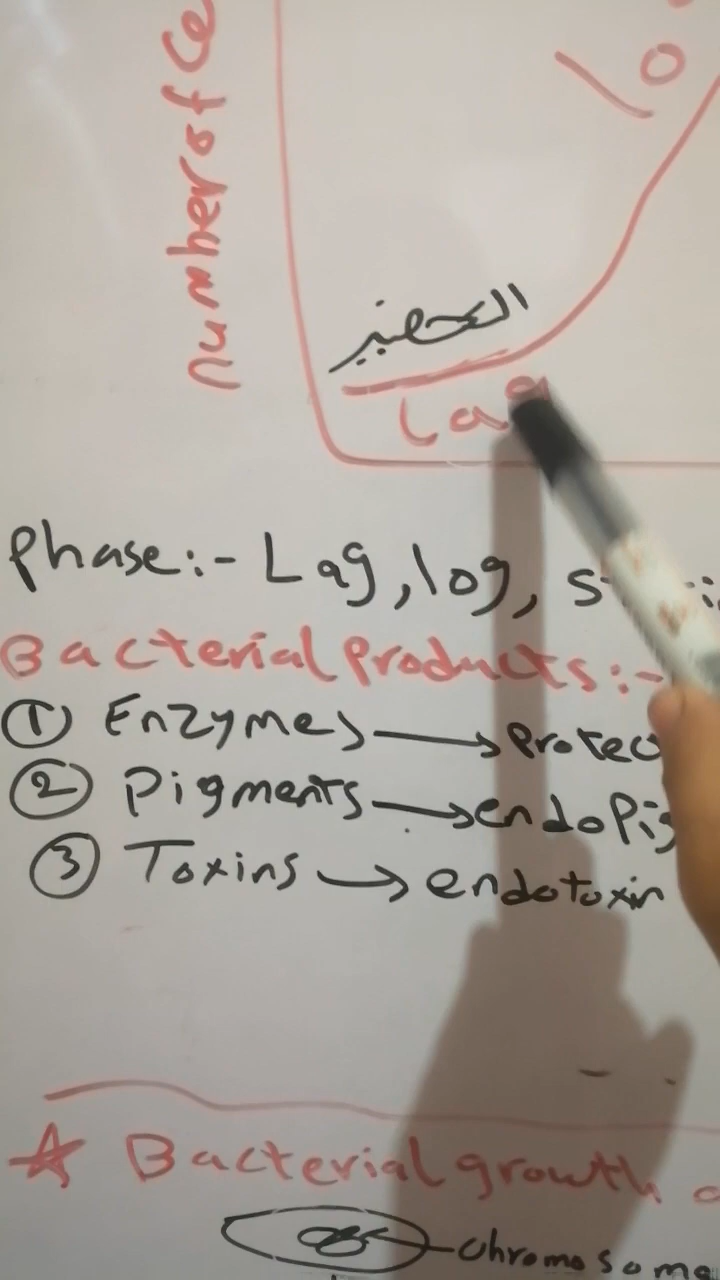 number of Ce
lo
التحضير
Lag
Phase:- Lag, log, s
Bacterial Products:-
① Enzymes → Protec
② Pigments → endoPig
③ Toxins → endotoxin
☆ Bacterial growth
chromosome